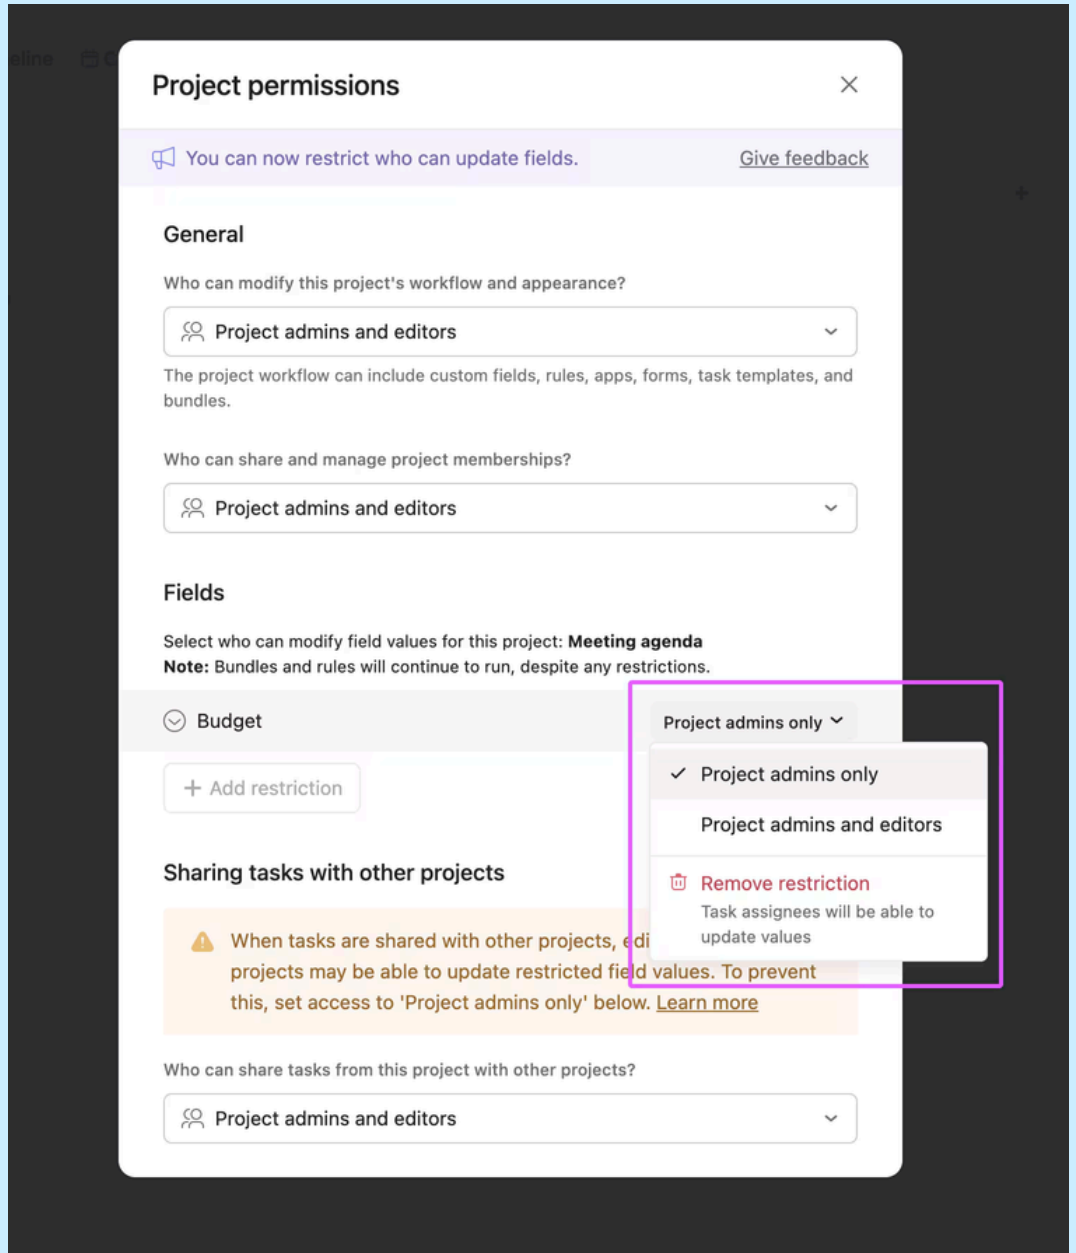 eline
Project permissions
You can now restrict who can update fields.
Give feedback
General
Who can modify this project's workflow and appearance?
Project admins and editors
The project workflow can include custom fields, rules, apps, forms, task templates, and
bundles.
Who can share and manage project memberships?
Project admins and editors
Fields
Select who can modify field values for this project: Meeting agenda
Note: Bundles and rules will continue to run, despite any restrictions.
Budget
Project admins only
Project admins only
Project admins and editors
Remove restriction
Task assignees will be able to
update values
+ Add restriction
Sharing tasks with other projects
When tasks are shared with other projects, edi
projects may be able to update restricted field values. To prevent
this, set access to 'Project admins only' below. Learn more
Who can share tasks from this project with other projects?
Project admins and editors